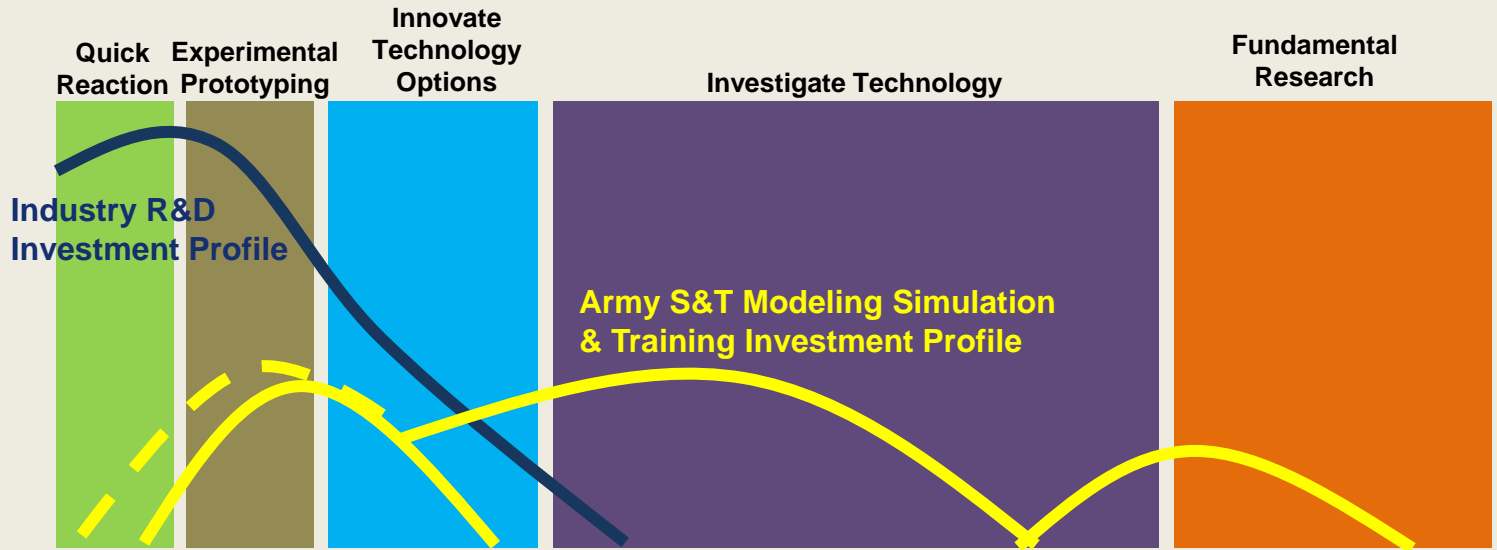 Quick
Reaction
Experimental
Prototyping
Innovate
Technology
Options
Investigate Technology
Fundamental
Research
Industry R&D
Investment Profile
Army S&T Modeling Simulation
& Training Investment Profile